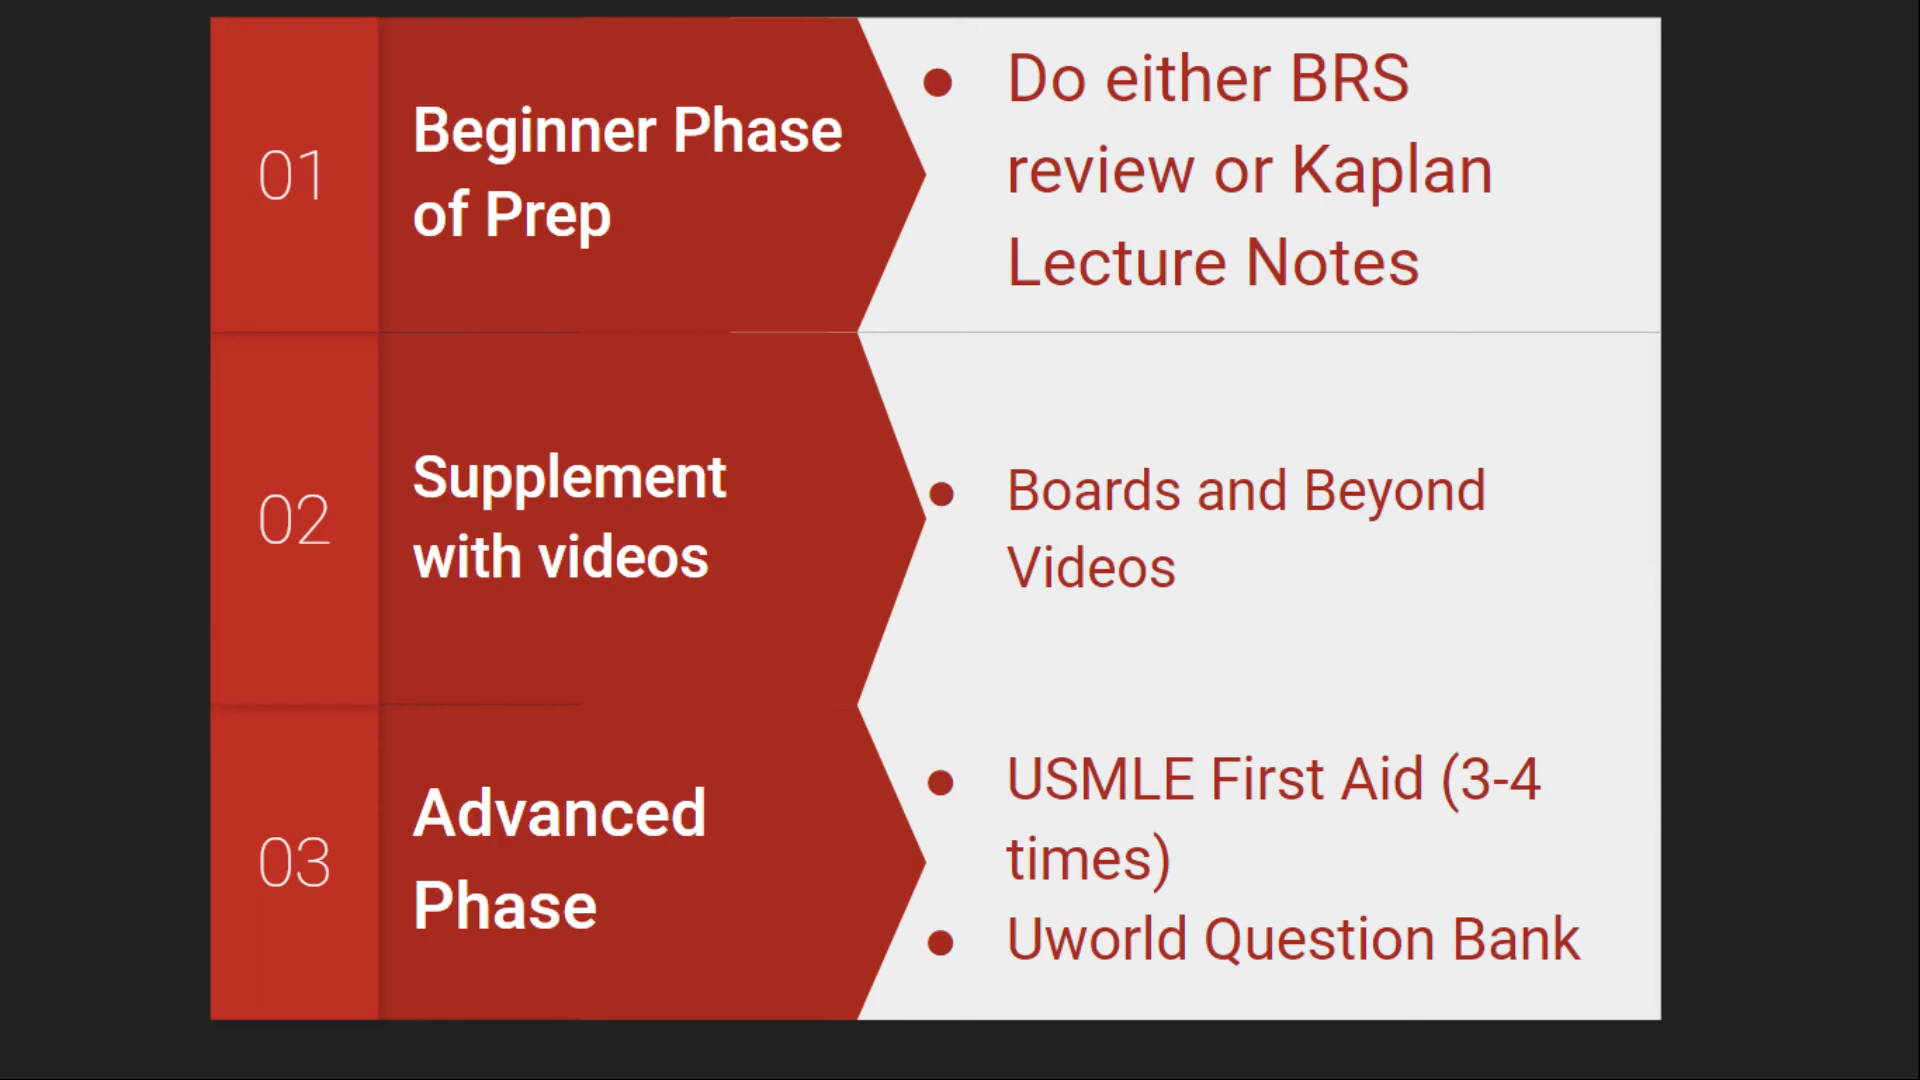 01
Beginner Phase
of Prep
● Do either BRS
review or Kaplan
Lecture Notes
02
Supplement
with videos
● Boards and Beyond
Videos
03
Advanced
Phase
● USMLE First Aid (3-4
times)
● Uworld Question Bank